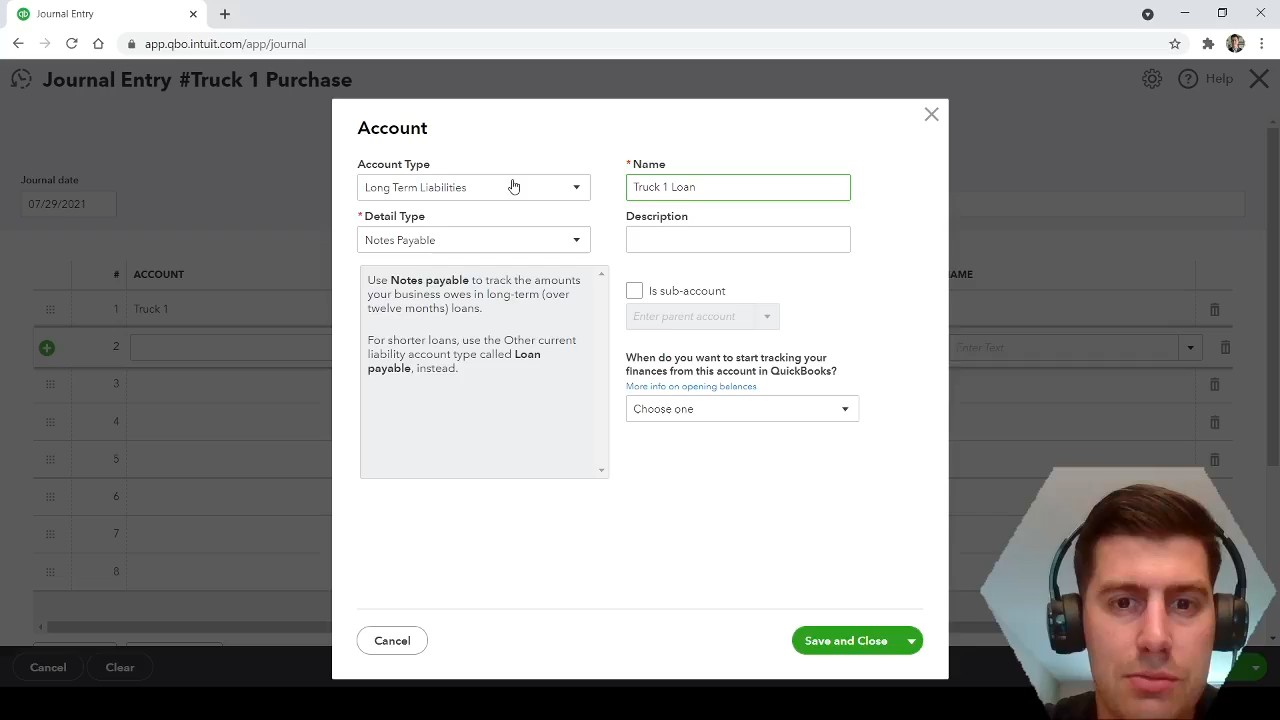 Journal Entry
app.qbo.intuit.com/app/journal
Journal Entry #Truck 1 Purchase
Help
Journal date
07/29/2021
# ACCOUNT
1 Truck 1
2
3
4
5
6
7
8
AME
Enter Text
Cancel
Clear
Account
Account Type
Long Term Liabilities
* Detail Type
Notes Payable
Use Notes payable to track the amounts
your business owes in long-term (over
twelve months) loans.
For shorter loans, use the Other current
liability account type called Loan
payable, instead.
* Name
Truck 1 Loan
Description
Is sub-account
Enter parent account
When do you want to start tracking your
finances from this account in QuickBooks?
More info on opening balances
Choose one
Cancel
Save and Close